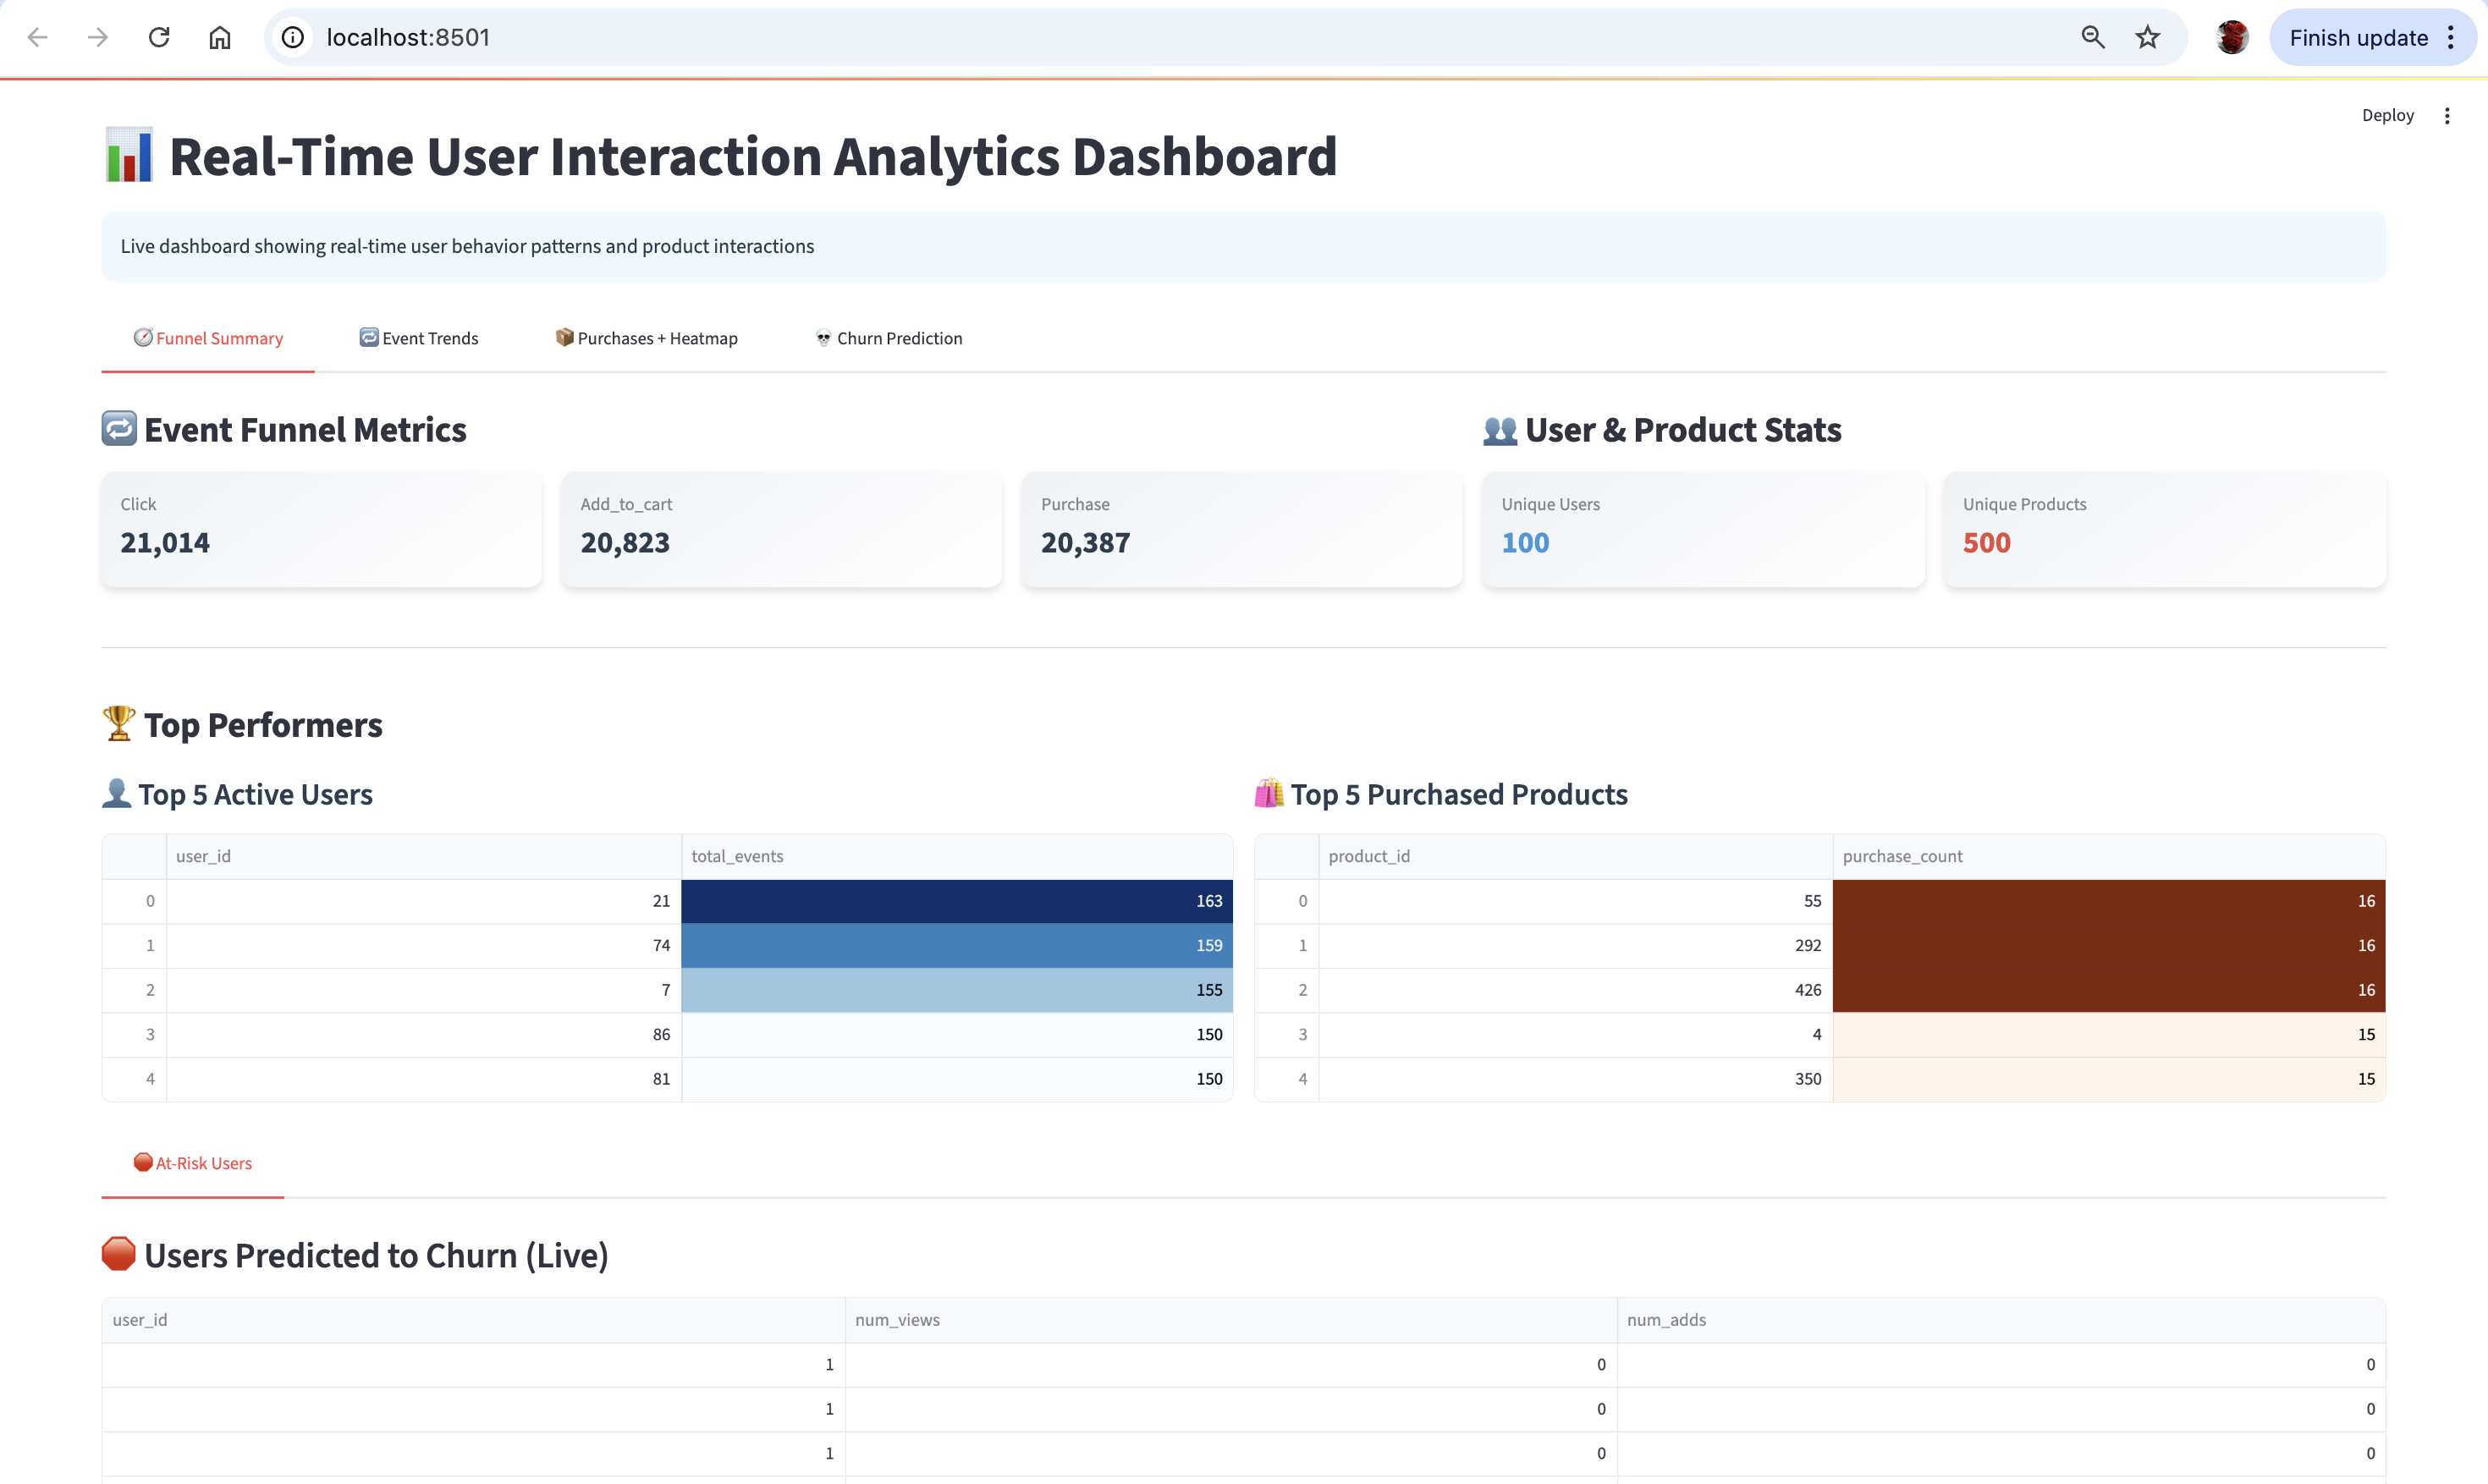 localhost:8501
Finish update
Deploy
Real-Time User Interaction Analytics Dashboard
Live dashboard showing real-time user behavior patterns and product interactions
Funnel Summary
Event Trends
Purchases + Heatmap
Churn Prediction
Event Funnel Metrics
Click
21,014
Add_to_cart
20,823
Purchase
20,387
User & Product Stats
Unique Users
100
Unique Products
500
Top Performers
Top 5 Active Users
user_id total_events
0 21 163
1 74 159
2 7 155
3 86 150
4 81 150
Top 5 Purchased Products
product_id purchase_count
0 55 16
1 292 16
2 426 16
3 4 15
4 350 15
At-Risk Users
Users Predicted to Churn (Live)
user_id num_views num_adds
1 0 0
1 0 0
1 0 0